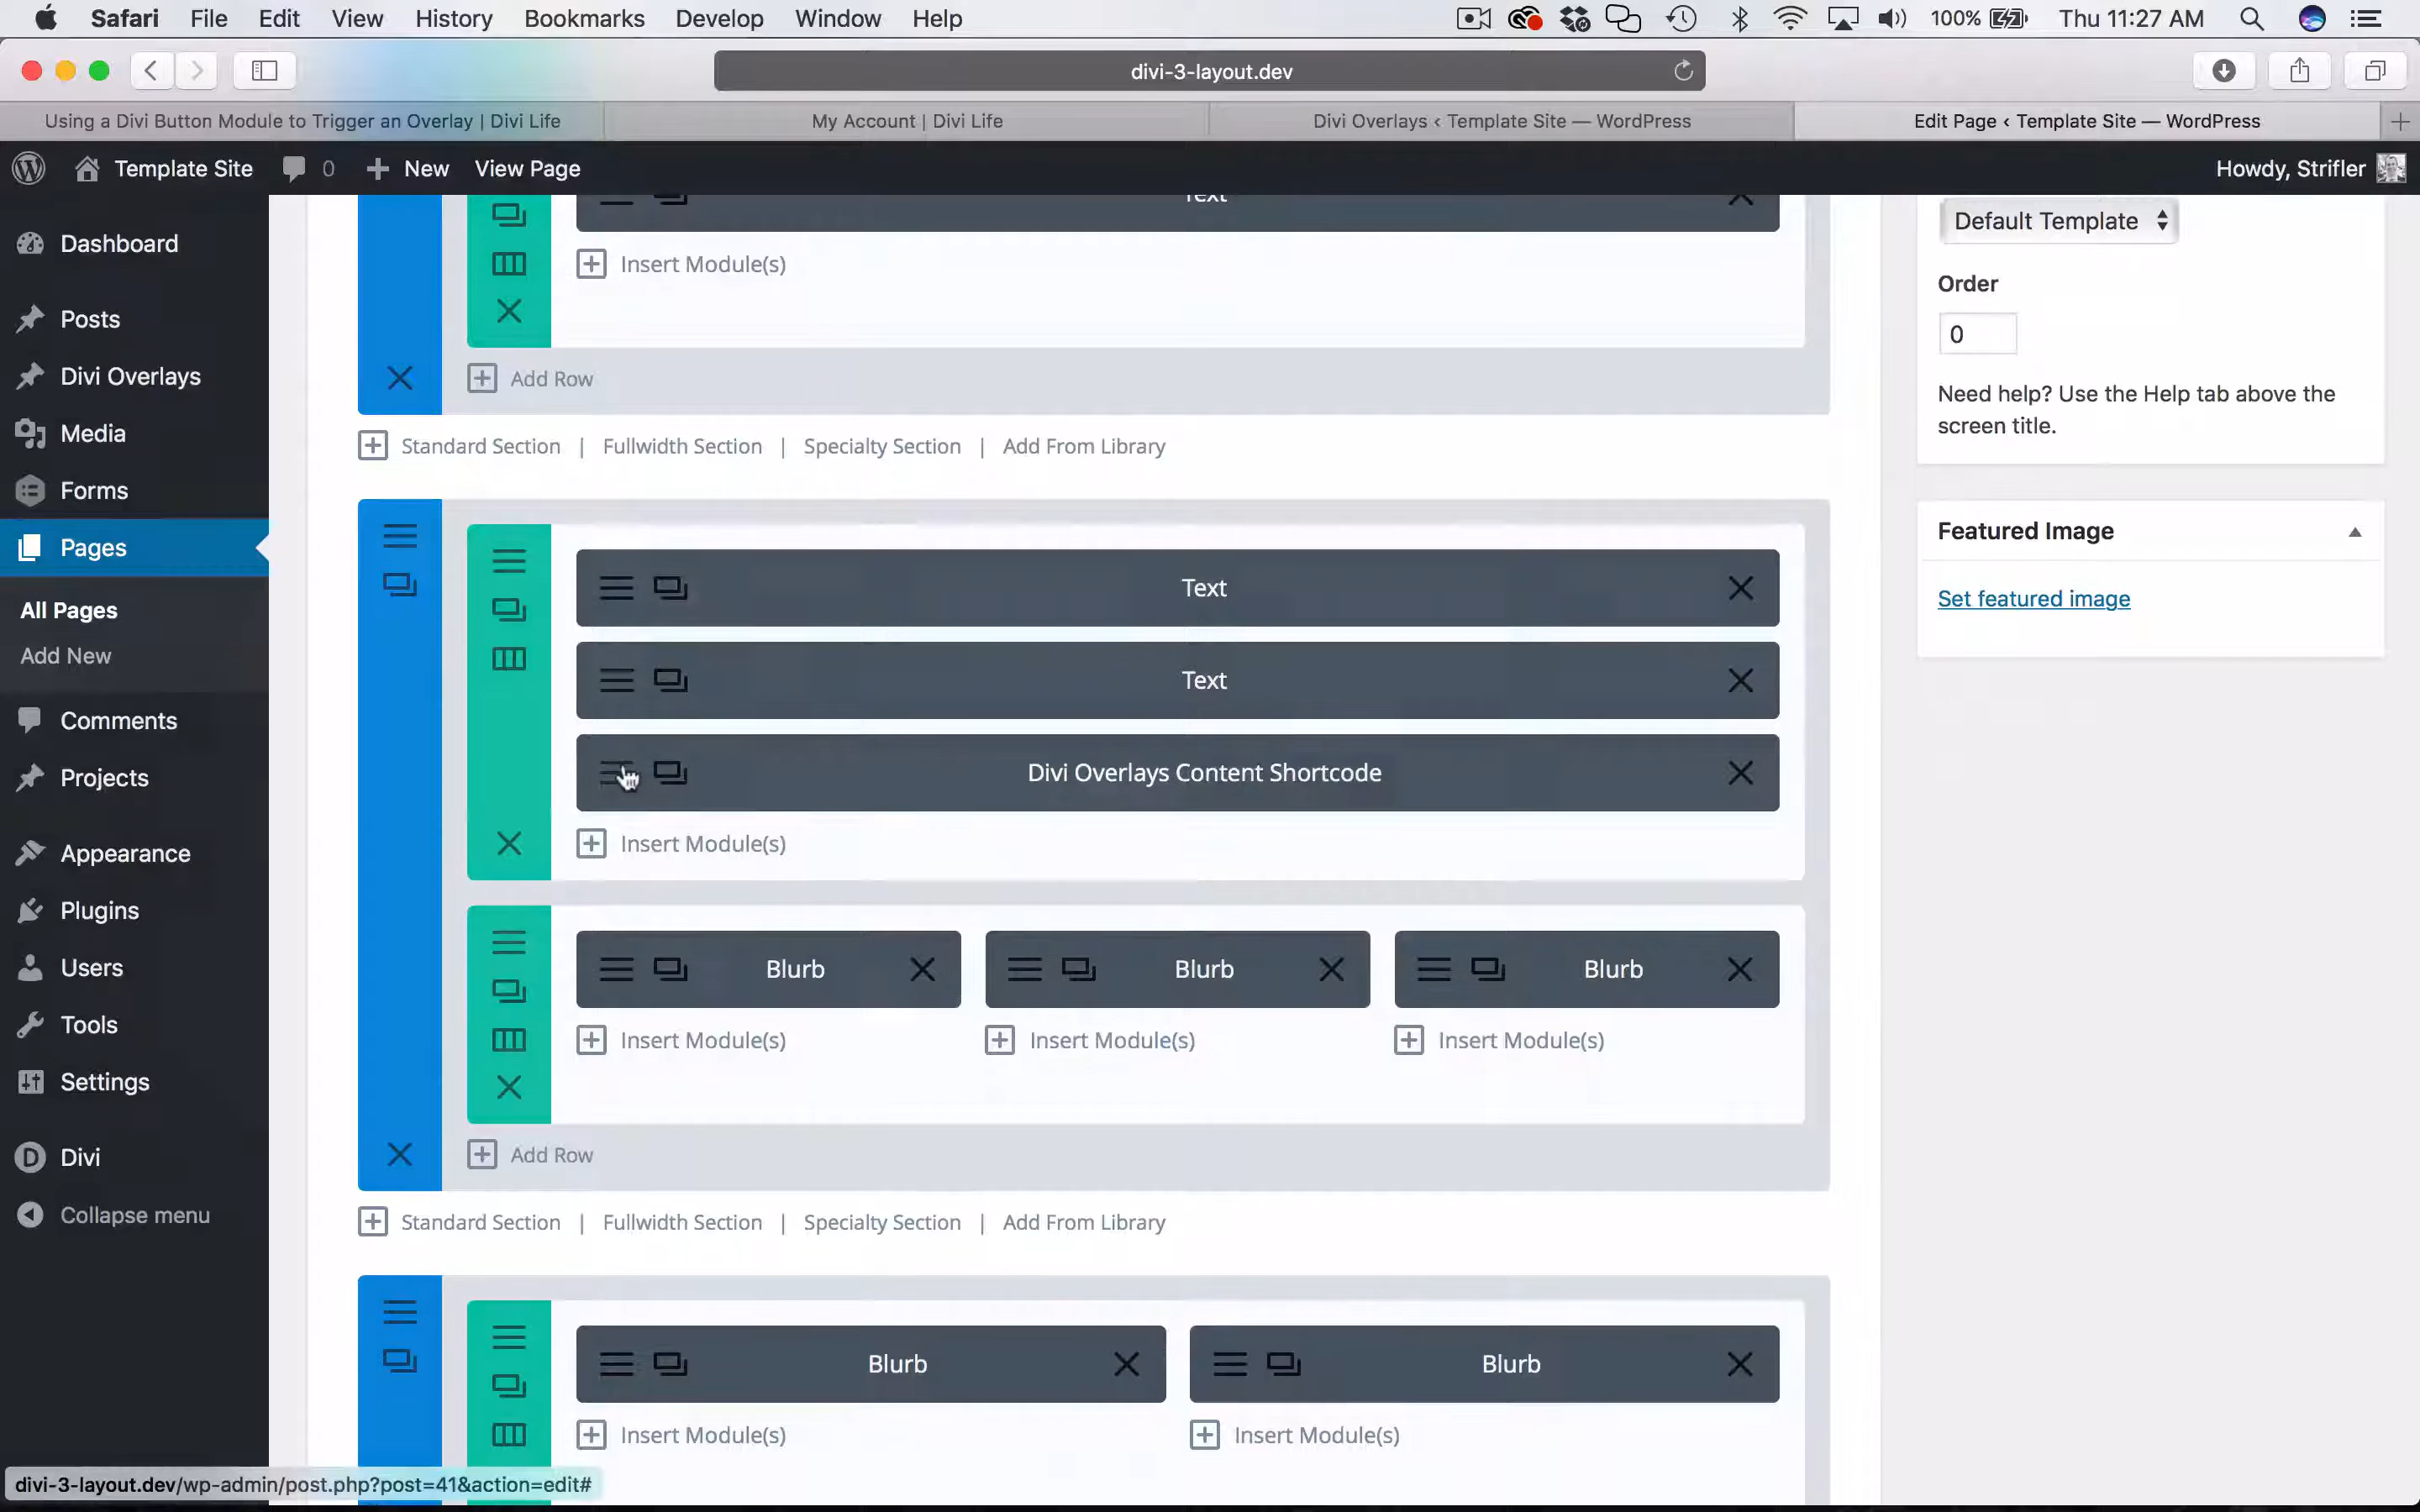 Safari File Edit View History Bookmarks Develop Window Help 100% Thu 11:27 AM
divi-3-layout.dev
Using a Divi Button Module to Trigger an Overlay | Divi Life
My Account | Divi Life
Divi Overlays ‹ Template Site — WordPress
Edit Page ‹ Template Site — WordPress
Template Site 0 New View Page Howdy, Strifler
Dashboard
Posts
Divi Overlays
Media
Forms
Pages
All Pages
Add New
Comments
Projects
Appearance
Plugins
Users
Tools
Settings
Divi
Collapse menu
Text
Insert Module(s)
Add Row
Standard Section | Fullwidth Section | Specialty Section | Add From Library
Text
Text
Divi Overlays Content Shortcode
Insert Module(s)
Blurb Blurb Blurb
Insert Module(s) Insert Module(s) Insert Module(s)
Add Row
Standard Section | Fullwidth Section | Specialty Section | Add From Library
Blurb Blurb
Insert Module(s) Insert Module(s)
Default Template
Order
0
Need help? Use the Help tab above the
screen title.
Featured Image
Set featured image
divi-3-layout.dev/wp-admin/post.php?post=41&action=edit#